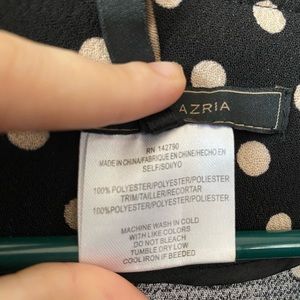 AZRIA
RN 142790
MADE IN CHINA/FABRIQUE EN CHINE/HECHO EN
SELF/SOI/YO
100%POLYESTER/POLYESTER/POLIESTER
TRIM/TAILLER/RECORTAR
100%POLYESTER/POLYESTER/POLIESTER
MACHINE WASH IN COLD
WITH LIKE COLORS
DO NOT BLEACH
TUMBLE DRY LOW
COOL IRON IF BEEDED